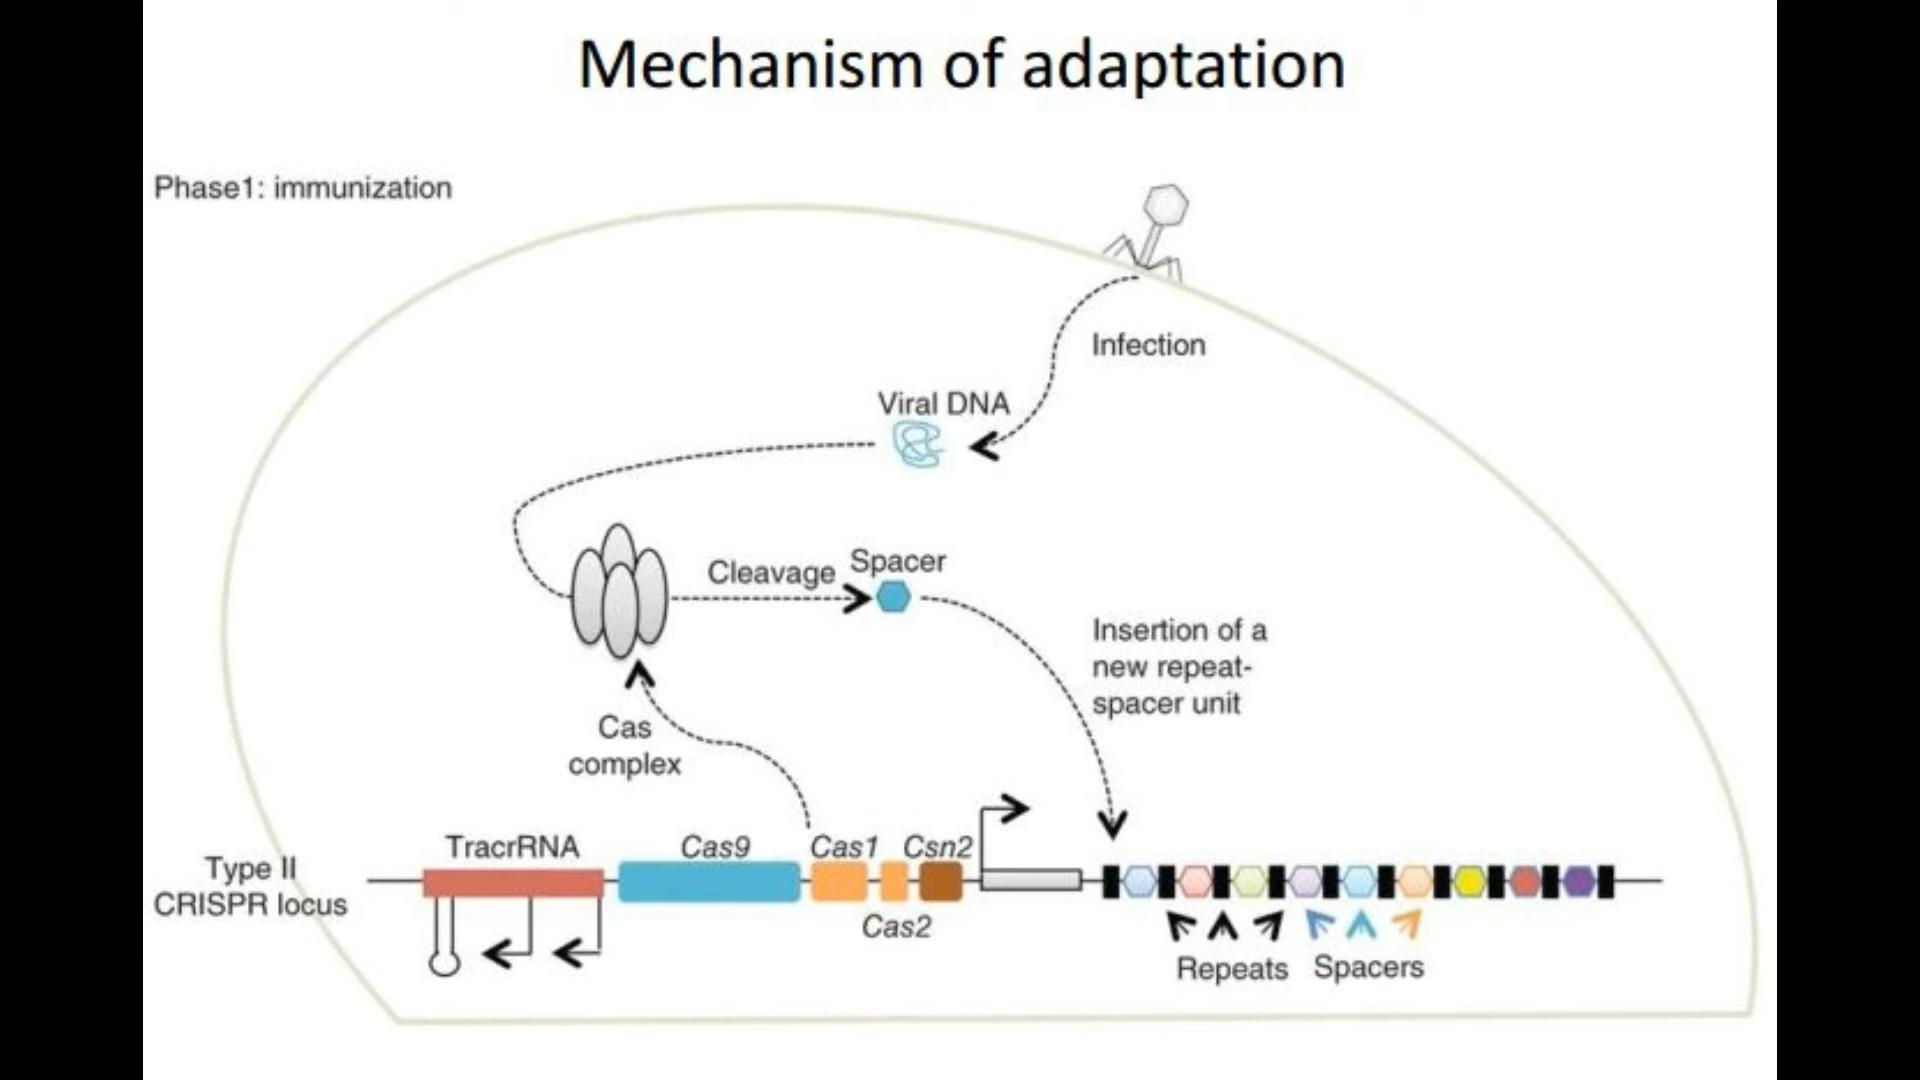 Mechanism of adaptation
Phase1: immunization
Infection
Viral DNA
Cleavage
Spacer
Insertion of a
new repeat-
spacer unit
Cas
complex
Type II
CRISPR locus
TracrRNA
Cas9
Cas1
Csn2
Cas2
Repeats
Spacers